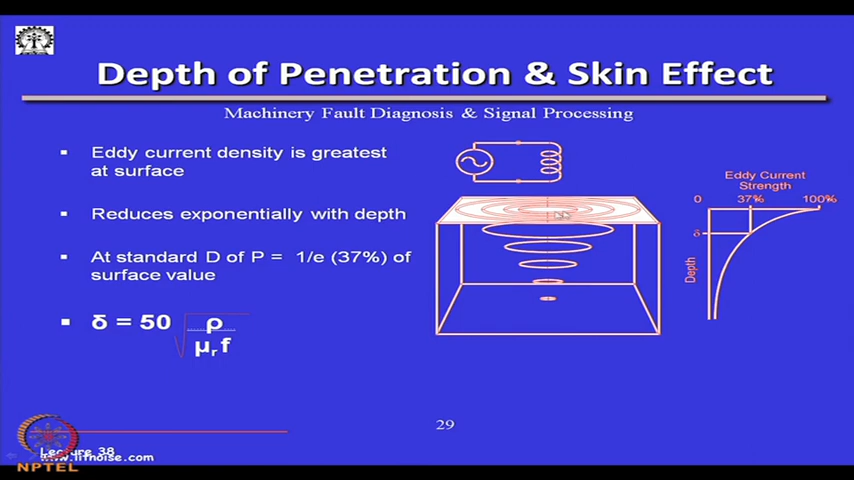 Depth of Penetration & Skin Effect
Machinery Fault Diagnosis & Signal Processing
Eddy current density is greatest
at surface
Reduces exponentially with depth
At standard D of P = 1/e (37%) of
surface value
δ = 50 √(ρ / μr f)
Eddy Current
Strength
0 37% 100%
δ
Depth
29
Lecture 38
www.iitnoise.com
NPTEL